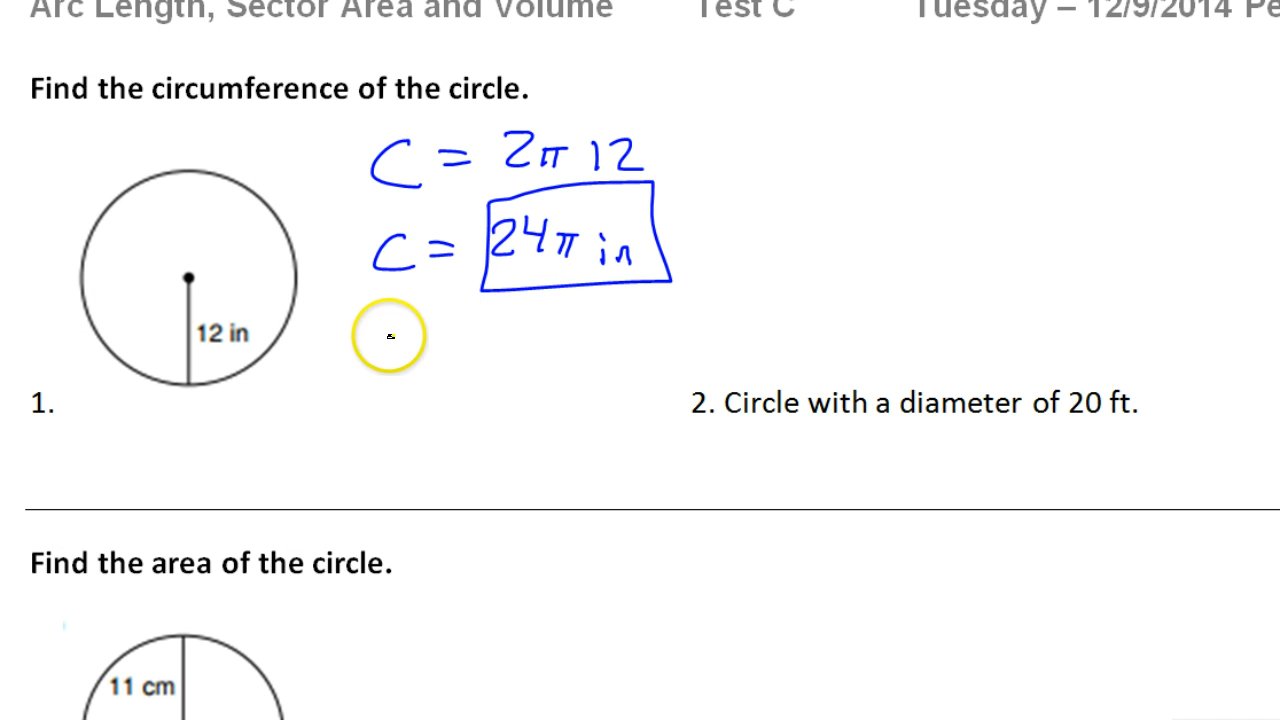 Arc Length, Sector Area and Volume Test C Tuesday – 12/9/2014 Pe
Find the circumference of the circle.
C = 2π 12
C = 24π in
12 in
1.
2. Circle with a diameter of 20 ft.
Find the area of the circle.
11 cm